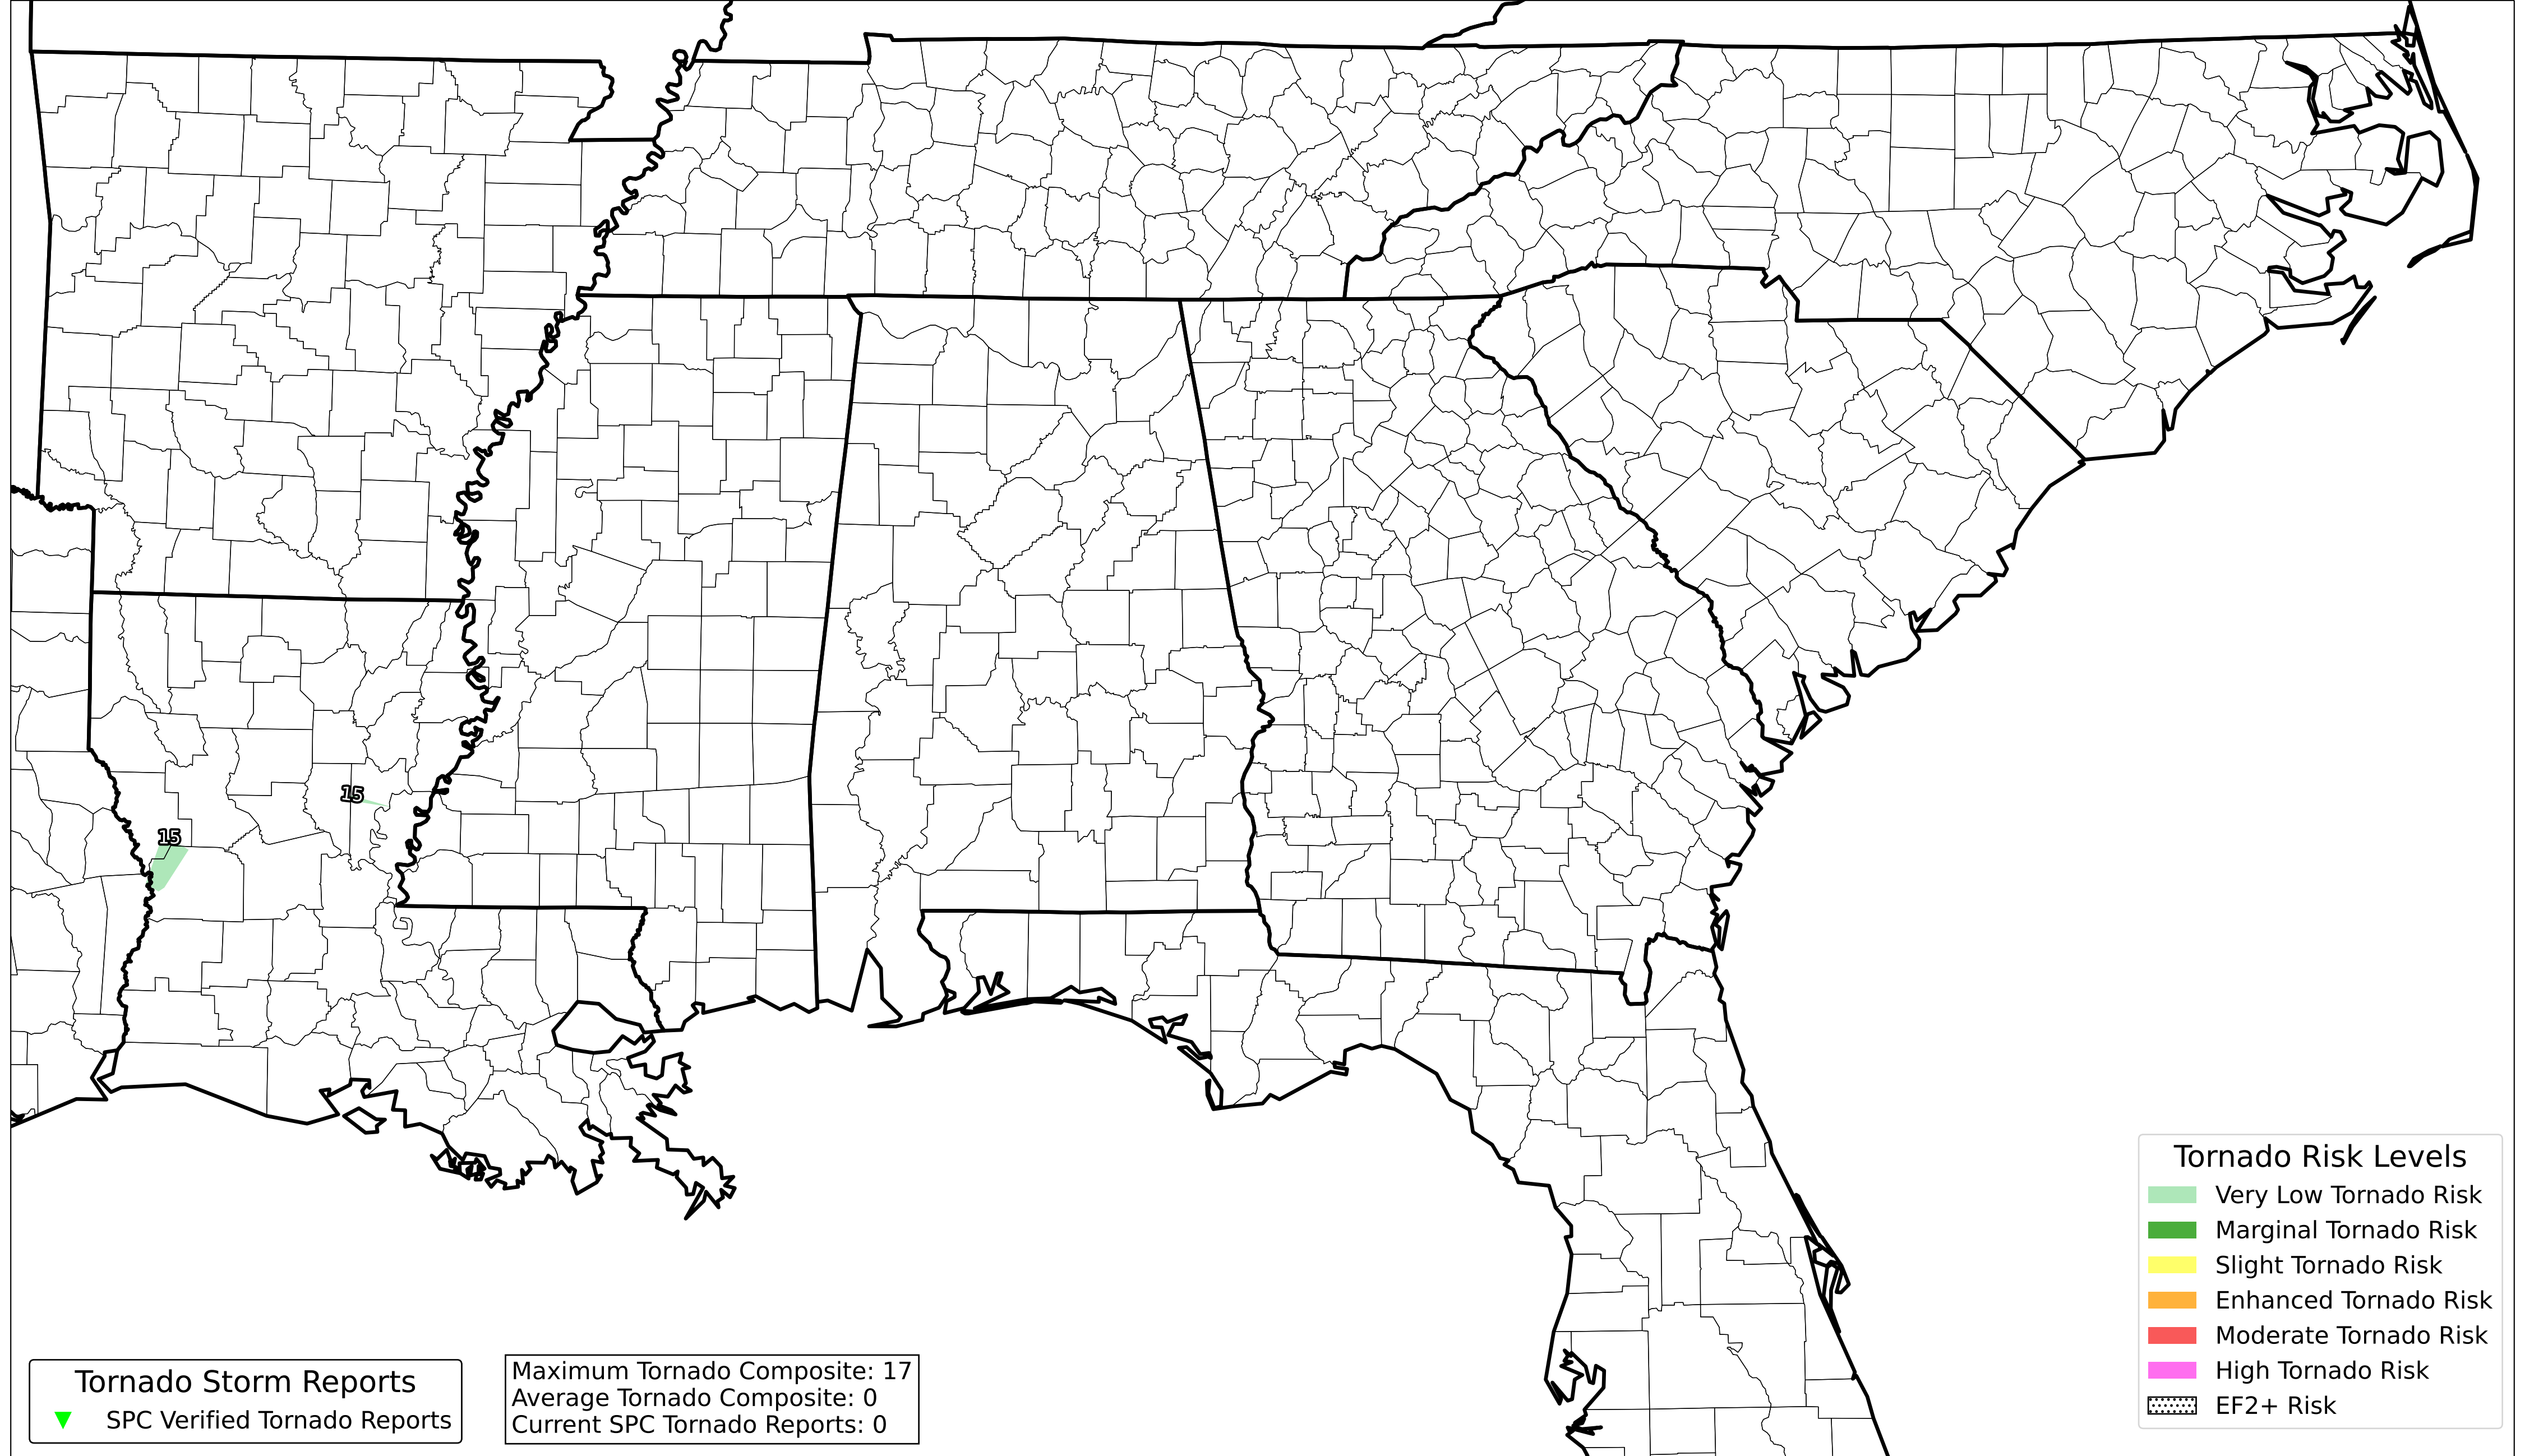 15
15
Tornado Risk Levels
Very Low Tornado Risk
Marginal Tornado Risk
Slight Tornado Risk
Enhanced Tornado Risk
Moderate Tornado Risk
High Tornado Risk
EF2+ Risk
Tornado Storm Reports
SPC Verified Tornado Reports
Maximum Tornado Composite: 17
Average Tornado Composite: 0
Current SPC Tornado Reports: 0